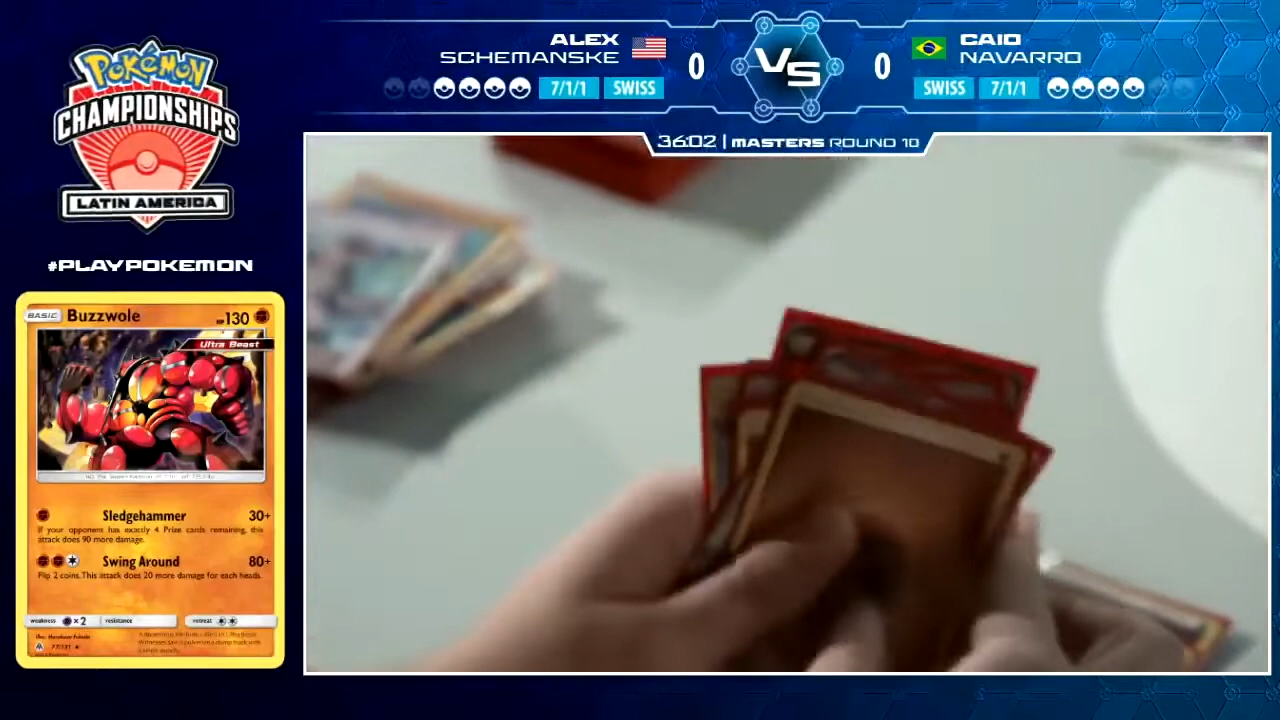 POKÉMON
CHAMPIONSHIPS
LATIN AMERICA
#PLAYPOKEMON
ALEX
SCHEMANSKE
0
7/1/1
SWISS
VS
0
CAIO
NAVARRO
SWISS
7/1/1
36:02 | MASTERS ROUND 10
BASIC Buzzwole HP130
Ultra Beast
Sledgehammer 30+
If your opponent has exactly 4 Prize cards remaining, this
attack does 90 more damage.
Swing Around 80+
Flip 2 coins. This attack does 20 more damage for each heads.
weakness ×2 resistance retreat
77/131